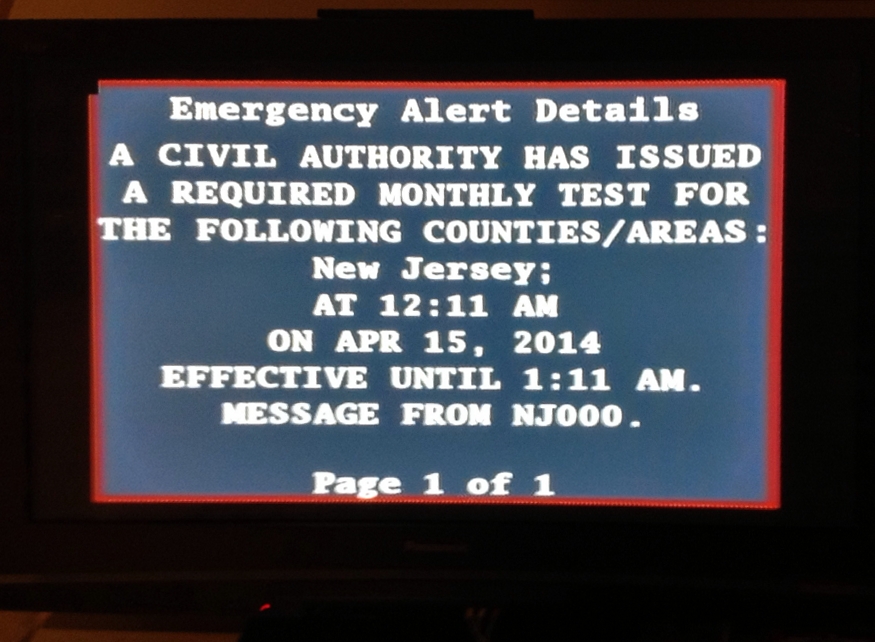 Emergency Alert Details
A CIVIL AUTHORITY HAS ISSUED
A REQUIRED MONTHLY TEST FOR
THE FOLLOWING COUNTIES/AREAS:
New Jersey;
AT 12:11 AM
ON APR 15, 2014
EFFECTIVE UNTIL 1:11 AM.
MESSAGE FROM NJ000.
Page 1 of 1